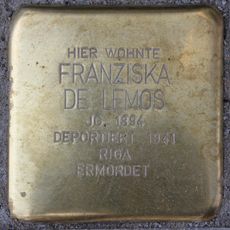 HIER WOHNTE
FRANZISKA
DE LEMOS
JG. 1894
DEPORTIERT 1941
RIGA
ERMORDET